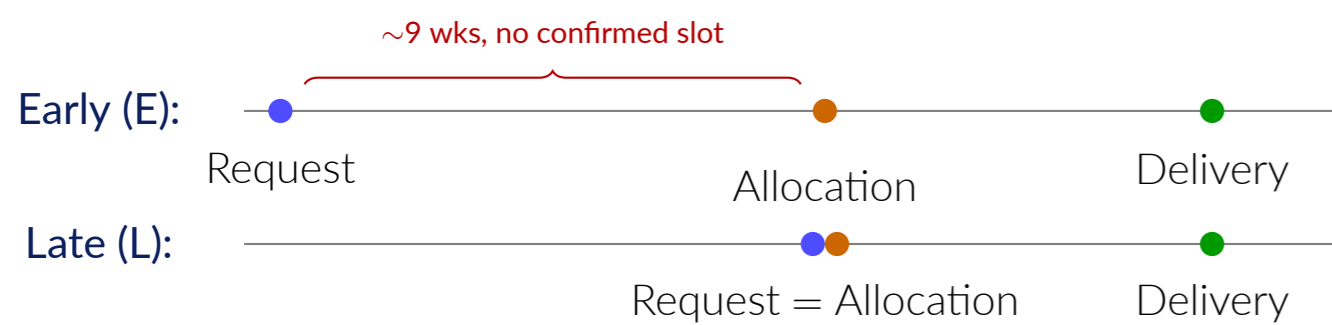 ~9 wks, no confirmed slot
Early (E):
Request
Allocation
Delivery
Late (L):
Request = Allocation
Delivery